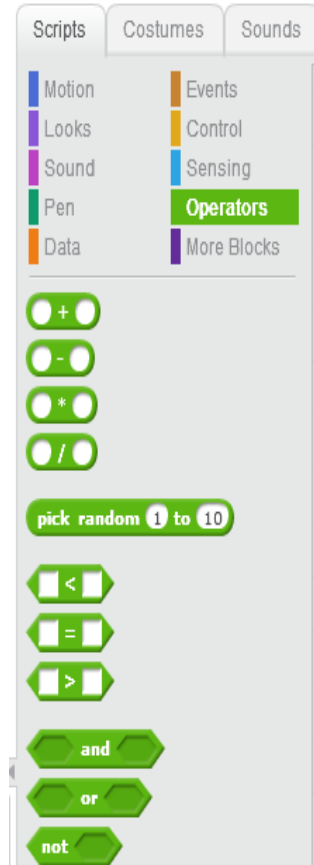 Scripts Costumes Sounds
Motion Events
Looks Control
Sound Sensing
Pen Operators
Data More Blocks
+
-
*
/
pick random 1 to 10
<
=
>
and
or
not